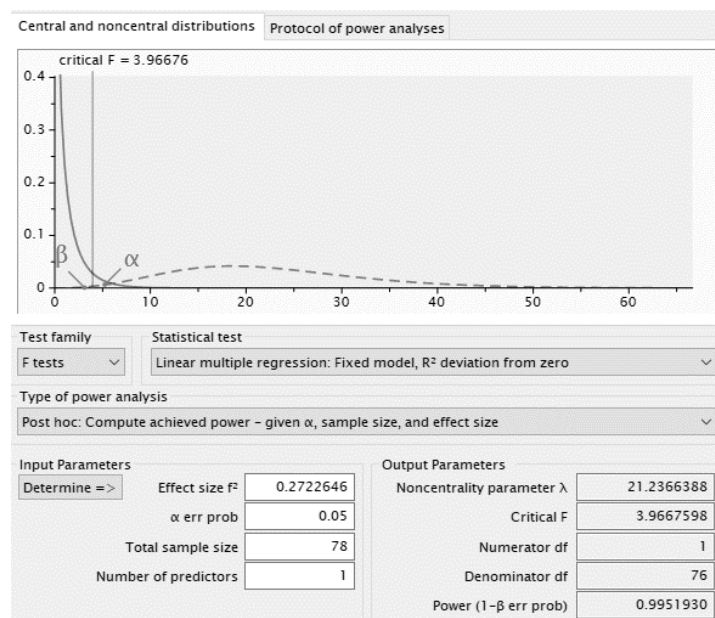 Central and noncentral distributions Protocol of power analyses
critical F = 3.96676
0.4
0.3
0.2
0.1
β α
0
0 10 20 30 40 50 60
Test family Statistical test
F tests Linear multiple regression: Fixed model, R² deviation from zero
Type of power analysis
Post hoc: Compute achieved power – given α, sample size, and effect size
Input Parameters Output Parameters
Determine => Effect size f² 0.2722646 Noncentrality parameter λ 21.2366388
α err prob 0.05 Critical F 3.9667598
Total sample size 78 Numerator df 1
Number of predictors 1 Denominator df 76
Power (1-β err prob) 0.9951930